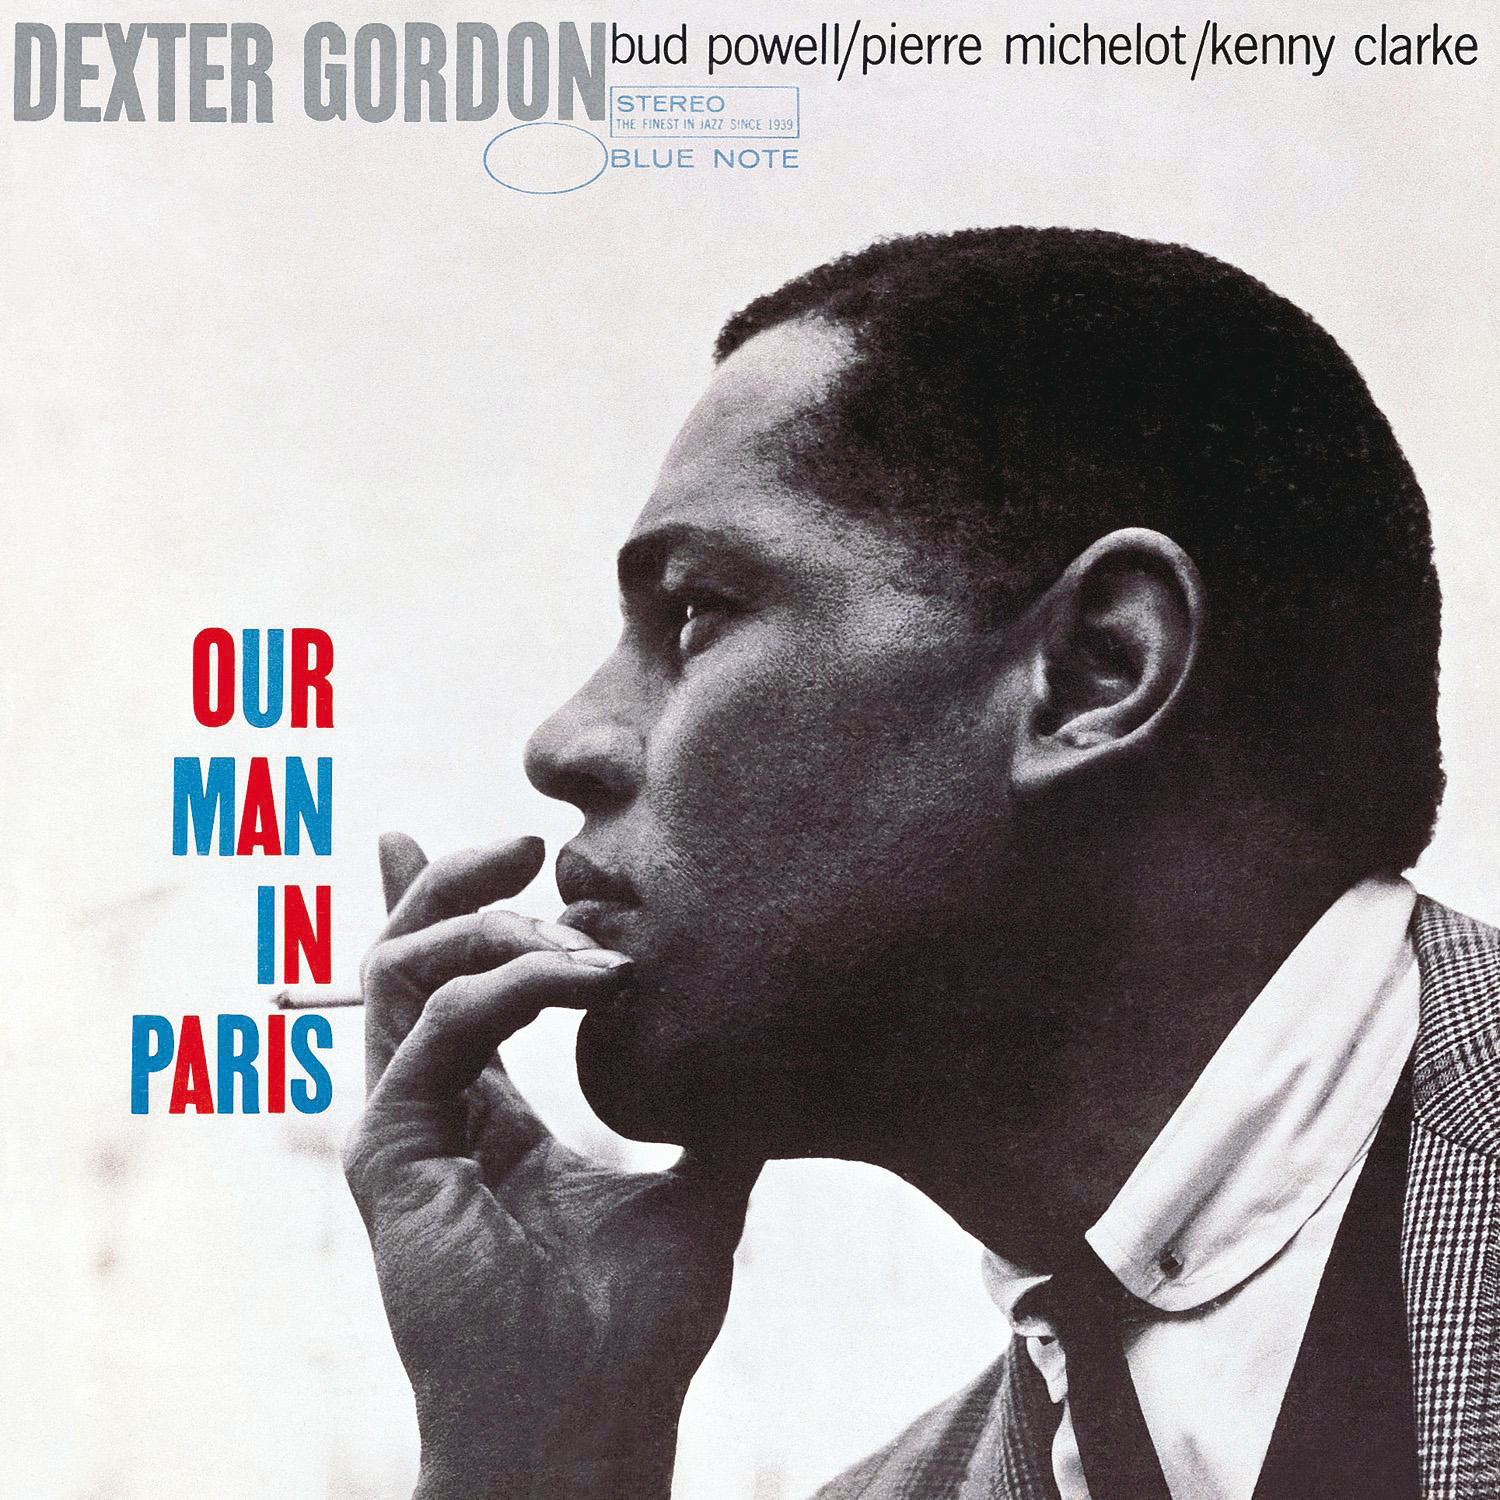 DEXTER GORDON
bud powell/pierre michelot/kenny clarke
STEREO
THE FINEST IN JAZZ SINCE 1939
BLUE NOTE
OUR
MAN
IN
PARIS